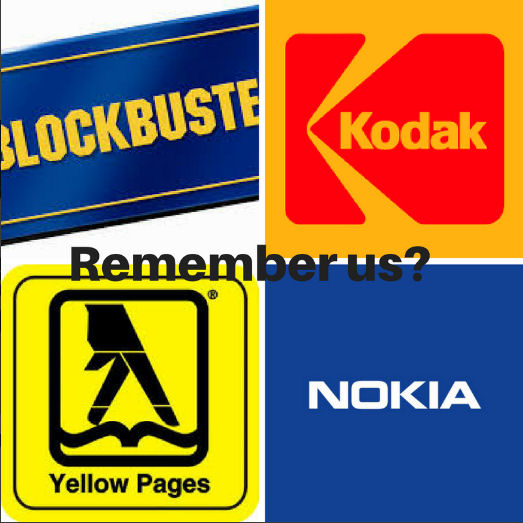 BLOCKBUSTE
Kodak
Remember us?
®
Yellow Pages
NOKIA